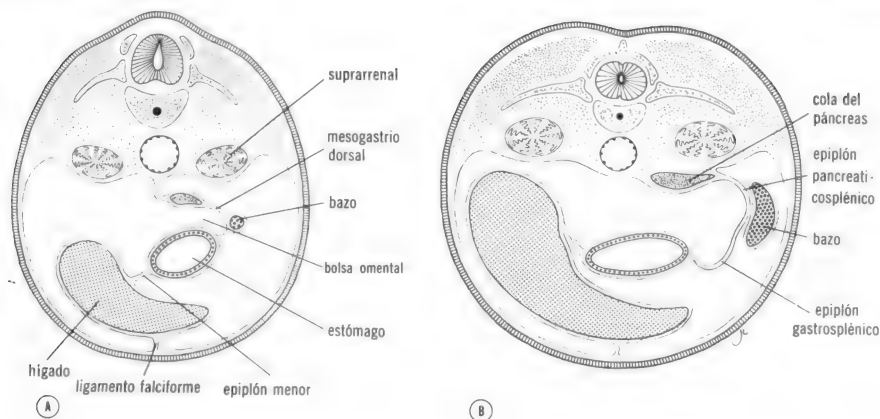 suprarrenal
mesogastrio
dorsal
bazo
bolsa omental
estómago
hígado
ligamento falciforme
epiplón menor
A
cola del
páncreas
epiplón
pancreati-
cosplénico
bazo
epiplón
gastrosplénico
B